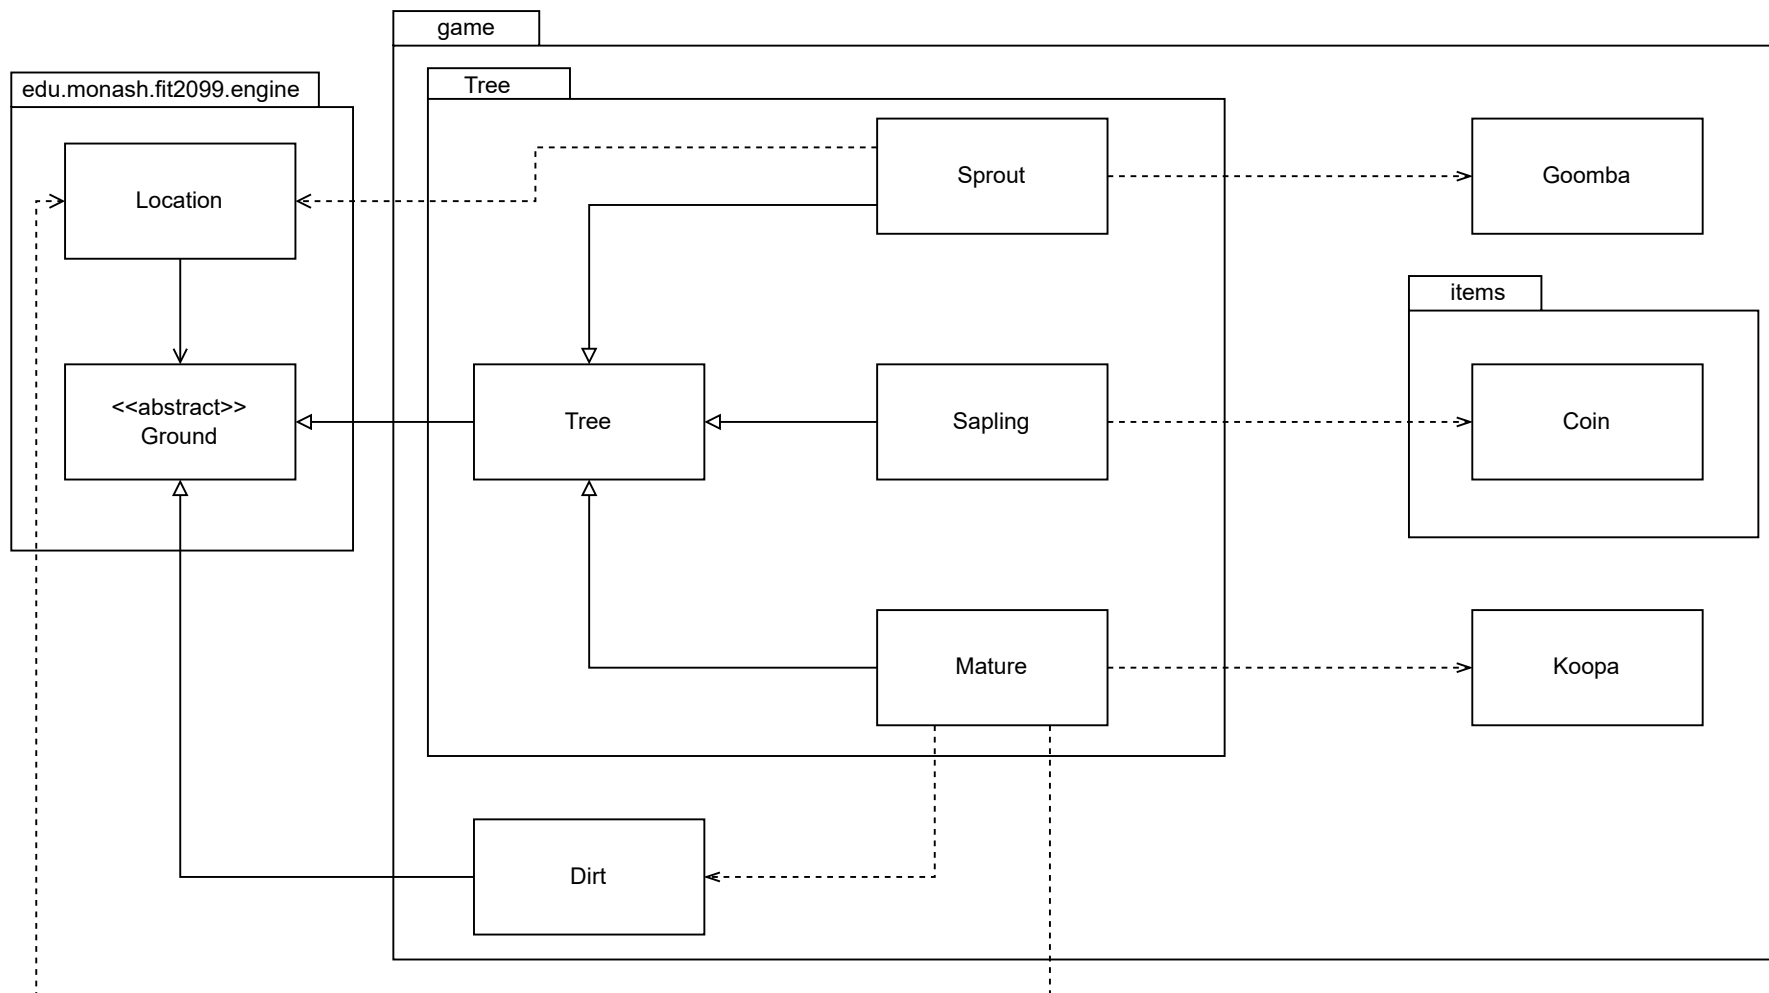 game
edu.monash.fit2099.engine
Tree
Location
Sprout
Goomba
items
<<abstract>>
Ground
Tree
Sapling
Coin
Mature
Koopa
Dirt